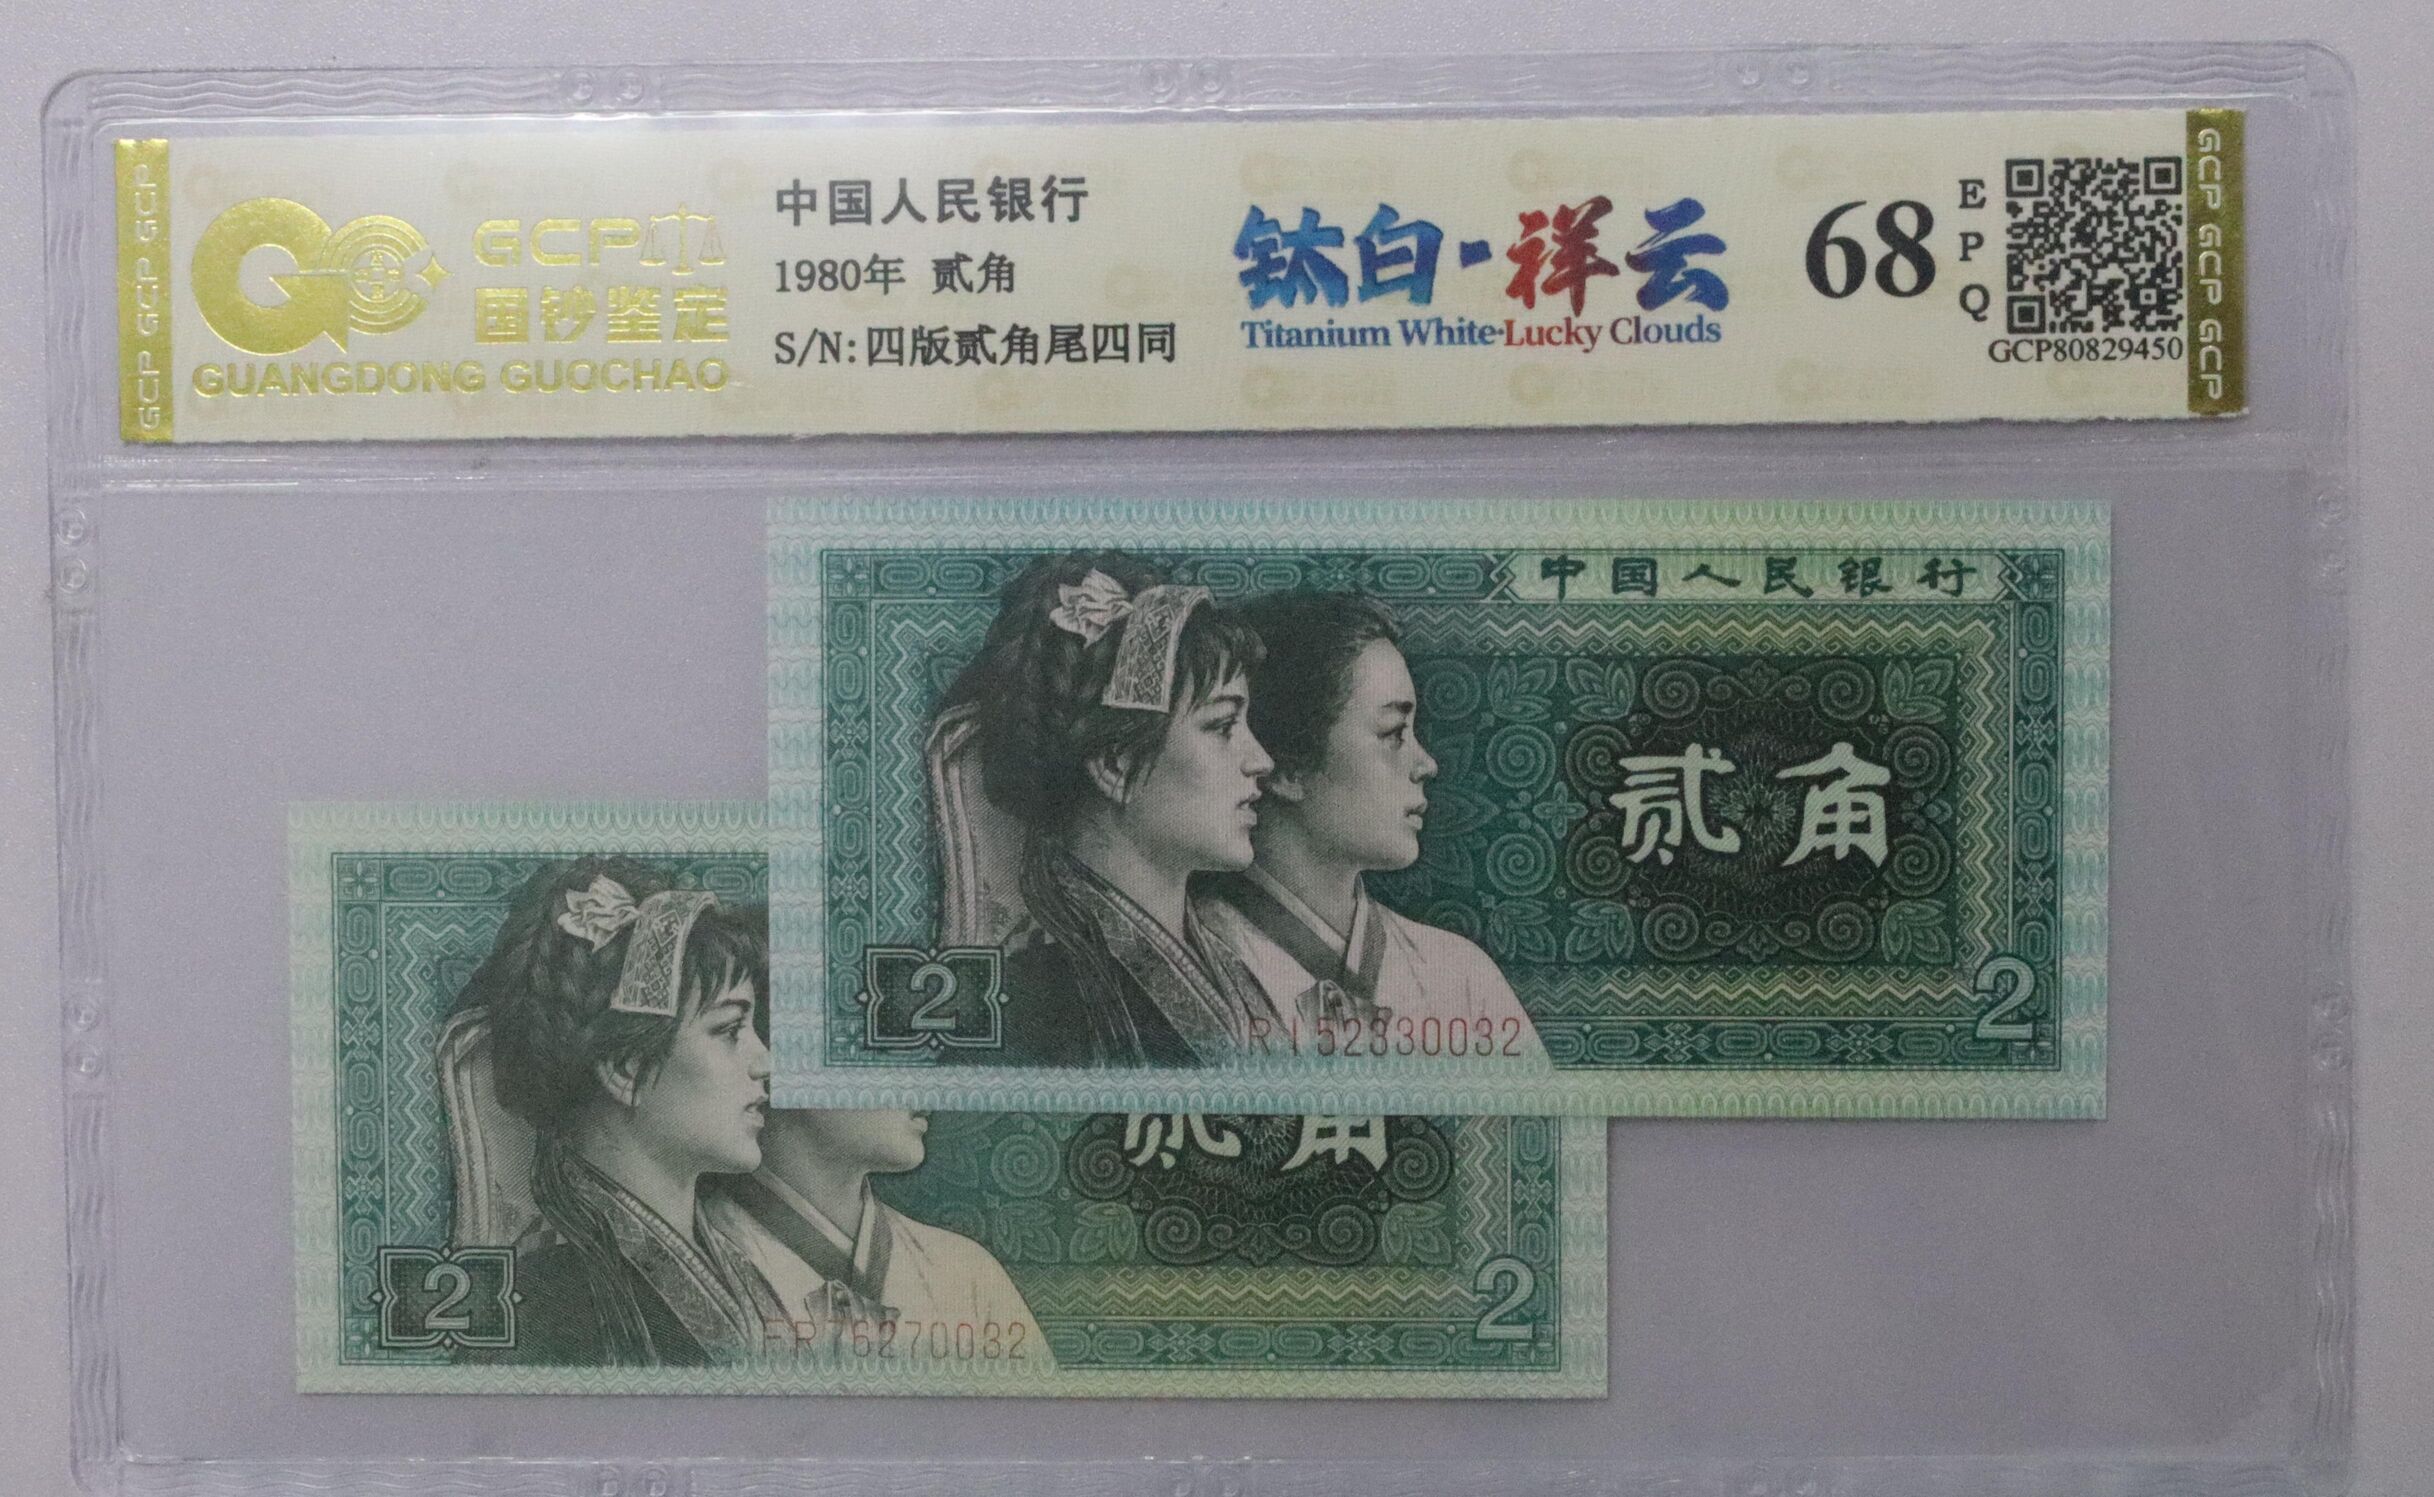 GCP GCP GCP
GCP
国钞鉴定
GUANGDONG GUOCHAO
中国人民银行
1980年 贰角
S/N:四版贰角尾四同
钛白·祥云
Titanium White·Lucky Clouds
68
EPQ
GCP80829450
GCP GCP GCP
中国人民银行
贰角
2
2
RI52330032
贰角
2
2
FR76270032